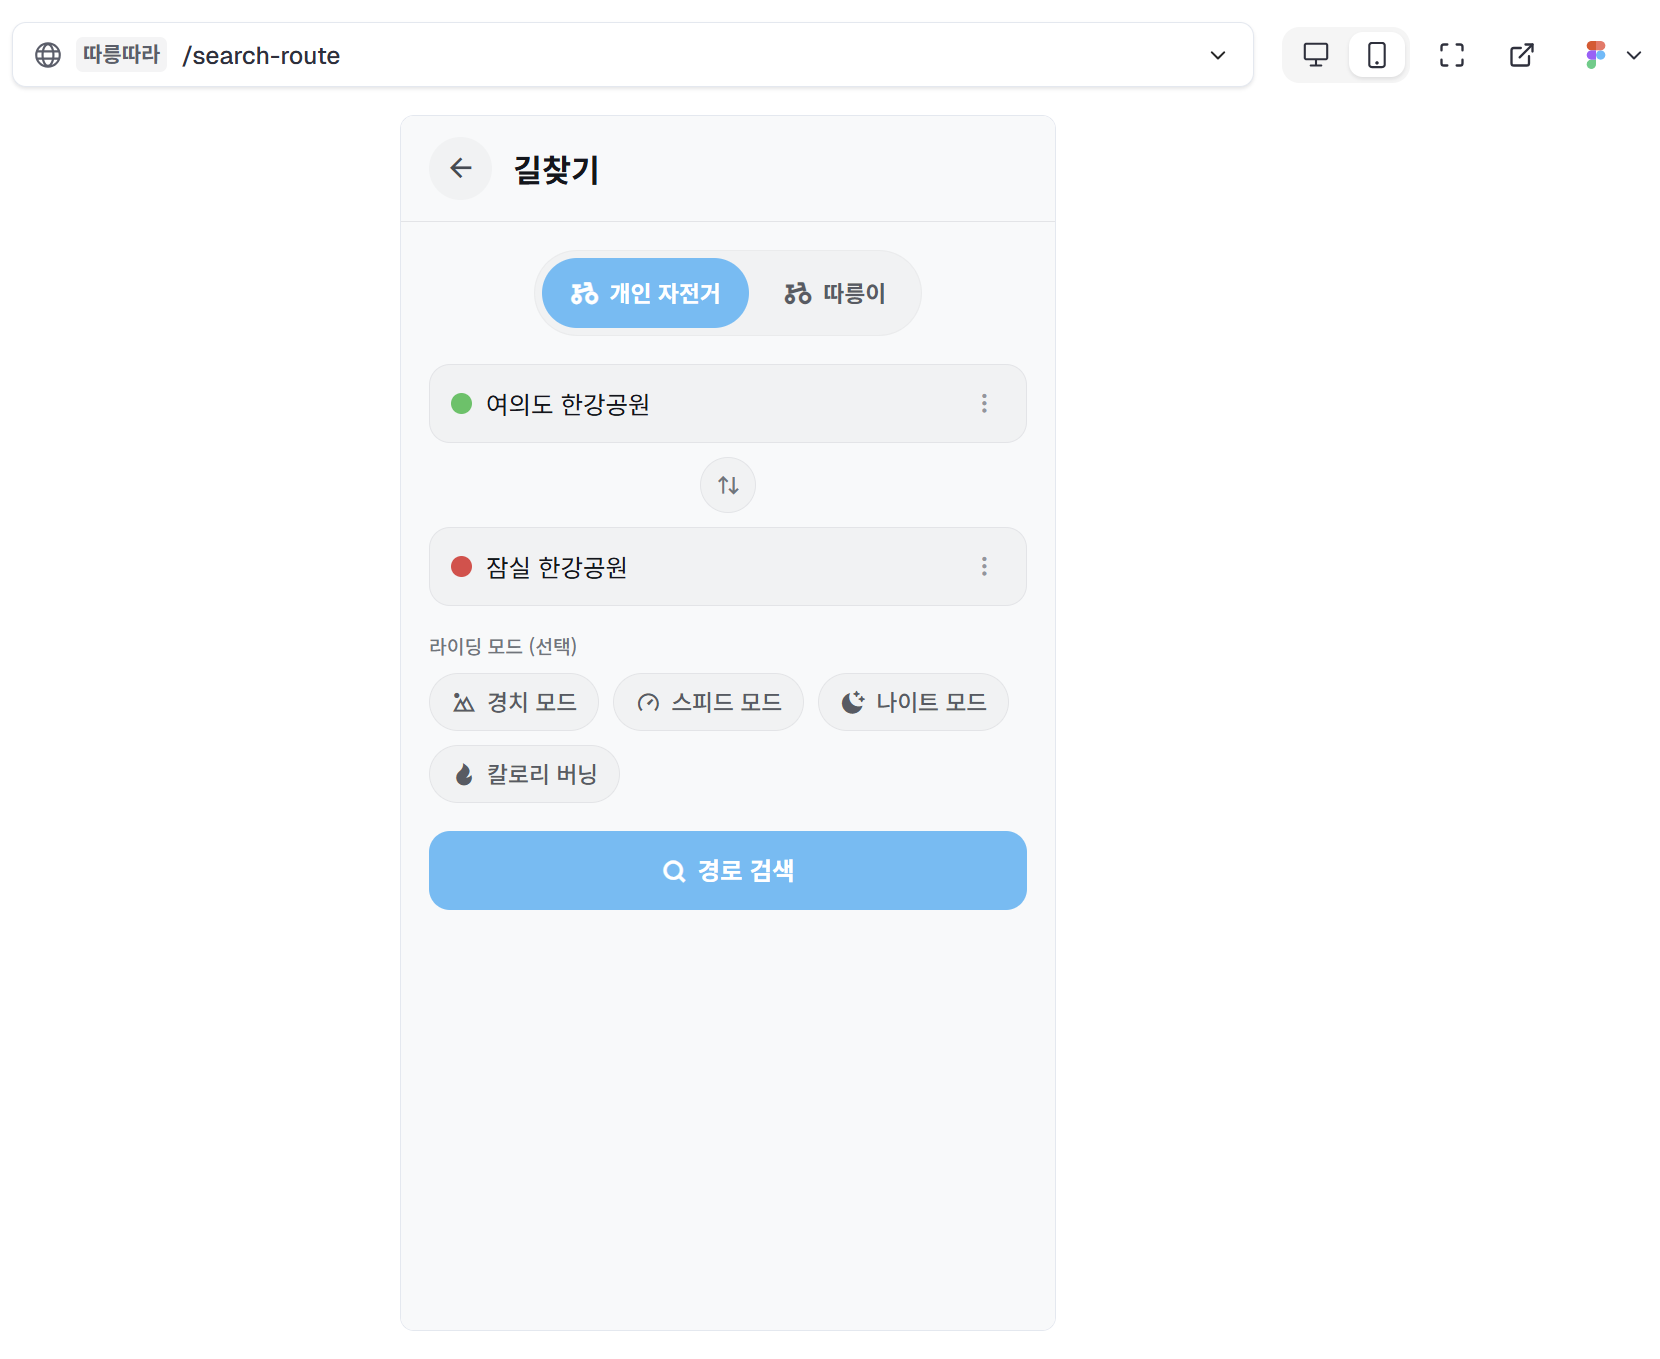 따릉따라 /search-route
길찾기
개인 자전거 따릉이
여의도 한강공원
잠실 한강공원
라이딩 모드 (선택)
경치 모드 스피드 모드 나이트 모드
칼로리 버닝
경로 검색